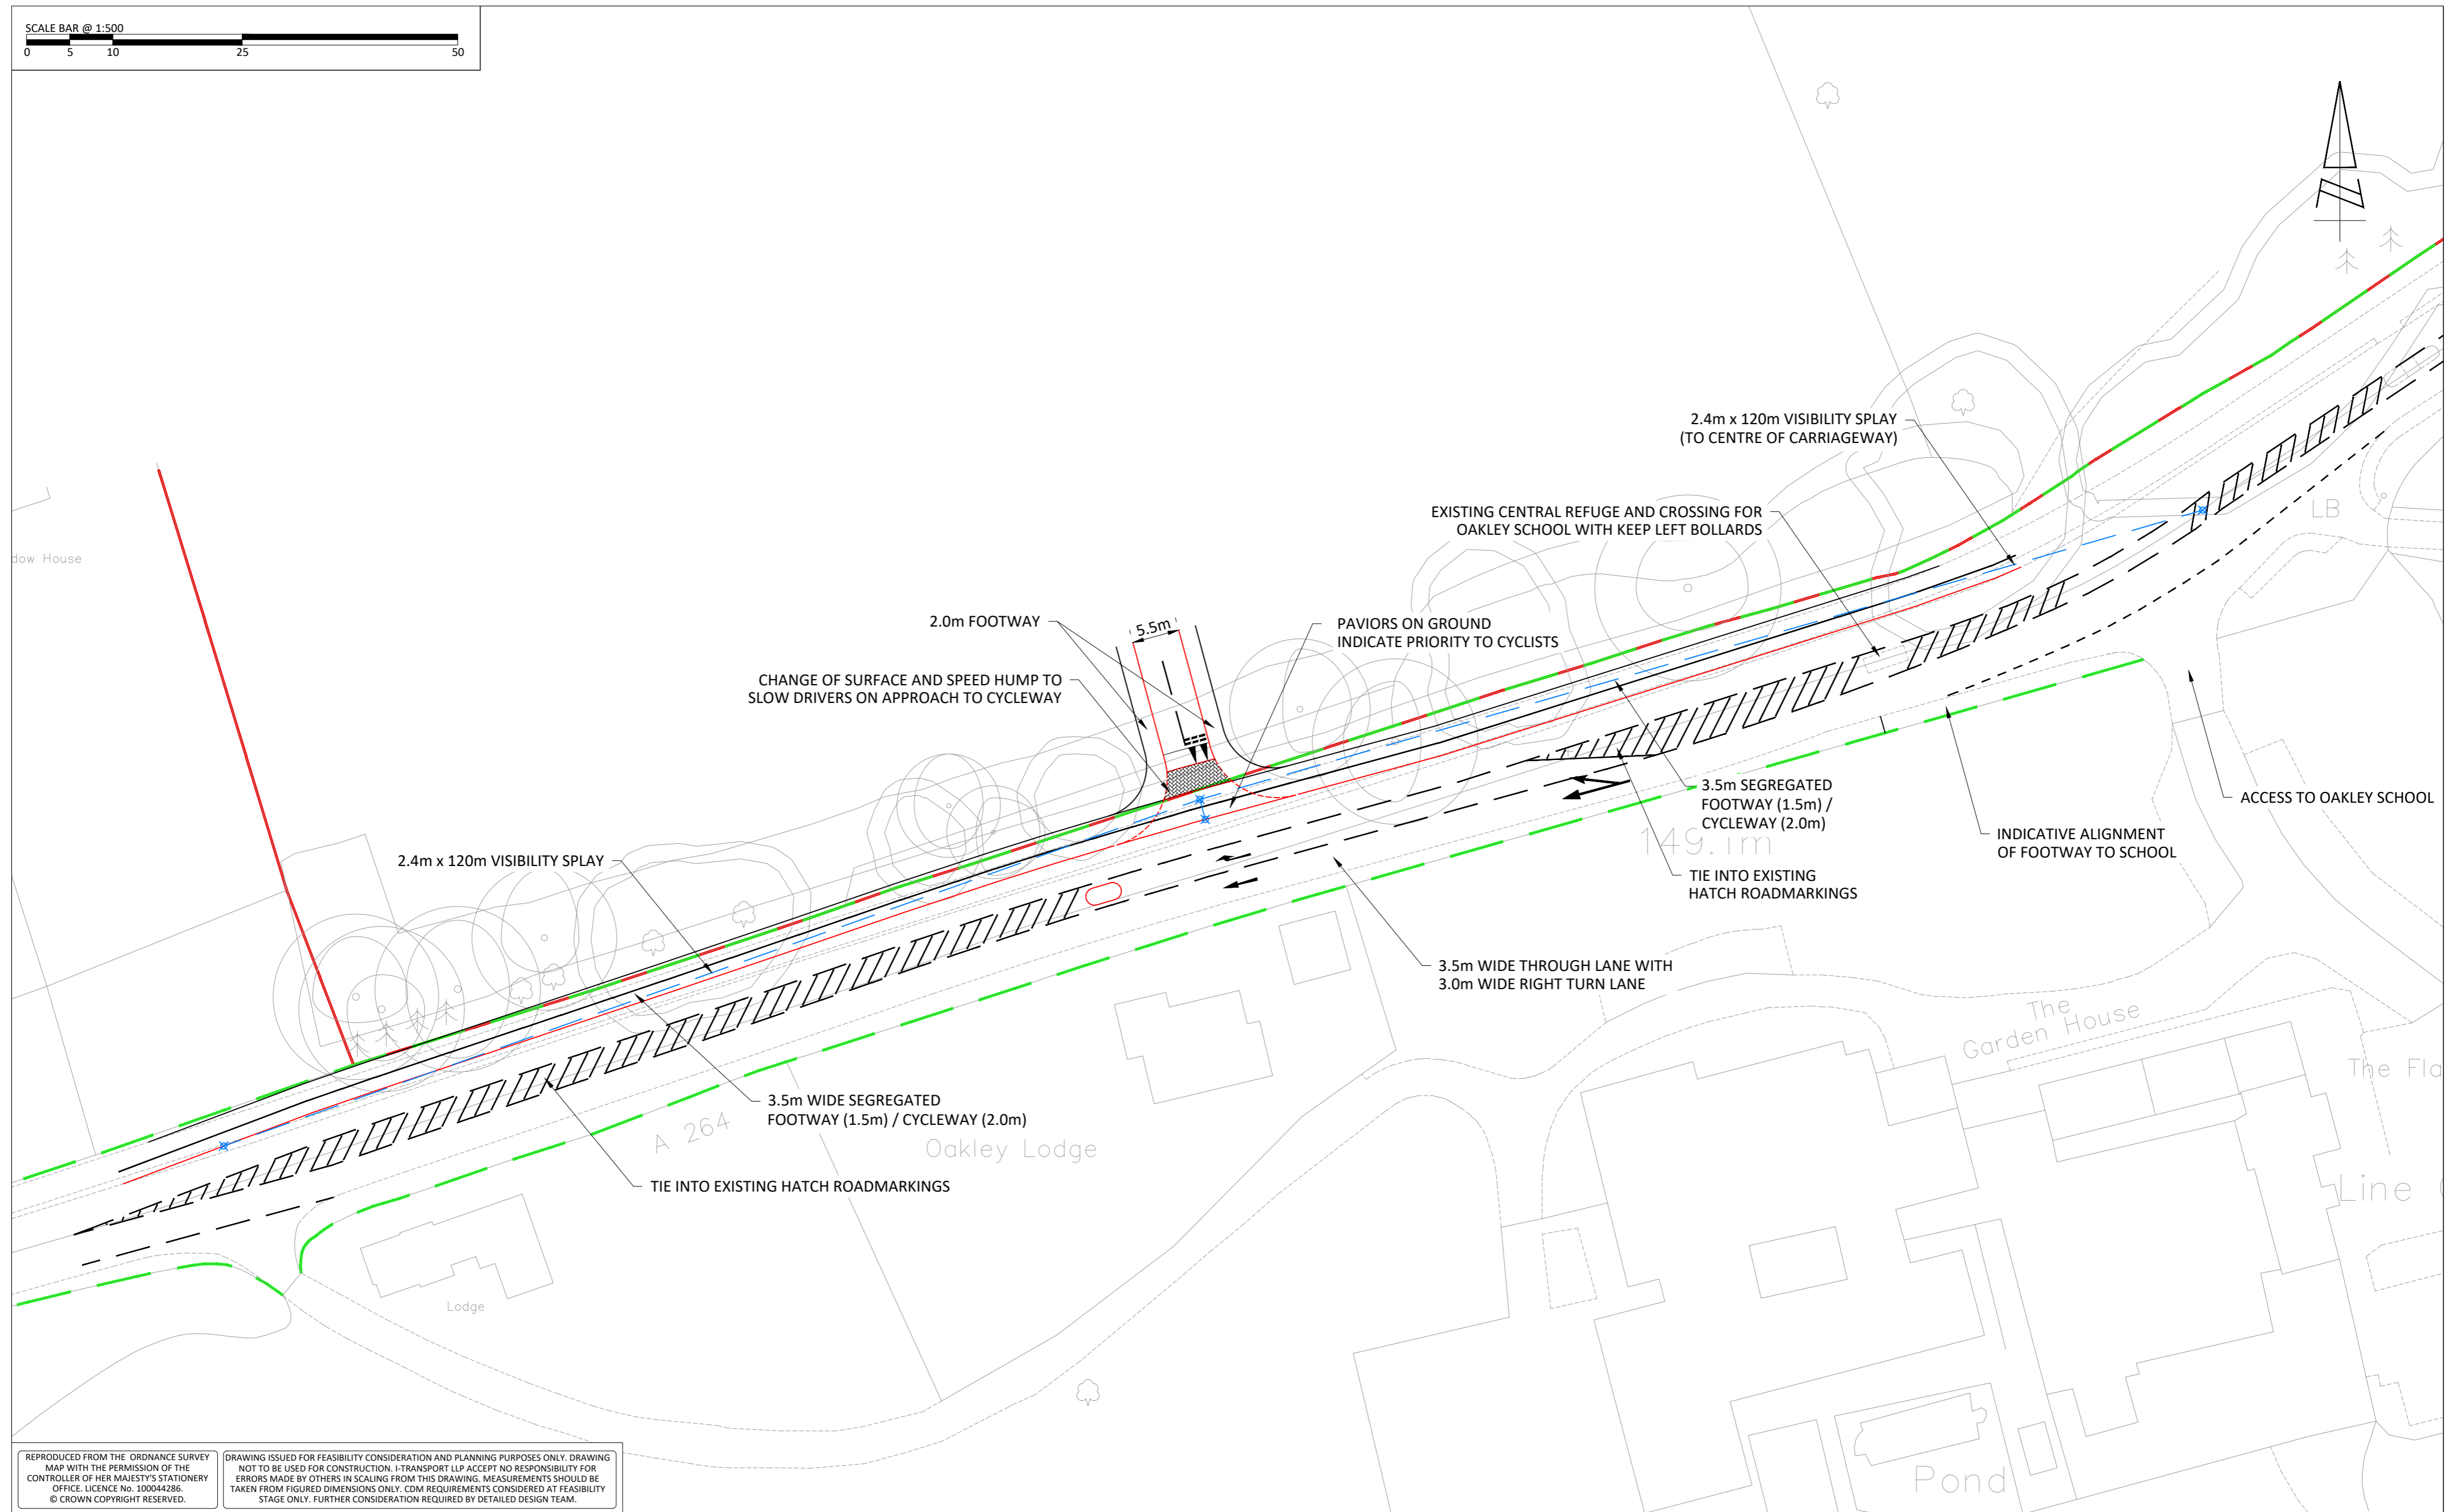 SCALE BAR @ 1:500
0 5 10 25 50
N
2.4m x 120m VISIBILITY SPLAY
(TO CENTRE OF CARRIAGEWAY)
EXISTING CENTRAL REFUGE AND CROSSING FOR
OAKLEY SCHOOL WITH KEEP LEFT BOLLARDS
LB
dow House
2.0m FOOTWAY
5.5m
PAVIORS ON GROUND
INDICATE PRIORITY TO CYCLISTS
CHANGE OF SURFACE AND SPEED HUMP TO
SLOW DRIVERS ON APPROACH TO CYCLEWAY
3.5m SEGREGATED
FOOTWAY (1.5m) /
CYCLEWAY (2.0m)
ACCESS TO OAKLEY SCHOOL
INDICATIVE ALIGNMENT
OF FOOTWAY TO SCHOOL
149.1m
TIE INTO EXISTING
HATCH ROADMARKINGS
2.4m x 120m VISIBILITY SPLAY
3.5m WIDE THROUGH LANE WITH
3.0m WIDE RIGHT TURN LANE
The
Garden House
The Fla
3.5m WIDE SEGREGATED
FOOTWAY (1.5m) / CYCLEWAY (2.0m)
A 264
Oakley Lodge
TIE INTO EXISTING HATCH ROADMARKINGS
Line
Lodge
Pond
REPRODUCED FROM THE ORDNANCE SURVEY
MAP WITH THE PERMISSION OF THE
CONTROLLER OF HER MAJESTY'S STATIONERY
OFFICE. LICENCE No. 100044286.
© CROWN COPYRIGHT RESERVED.
DRAWING ISSUED FOR FEASIBILITY CONSIDERATION AND PLANNING PURPOSES ONLY. DRAWING
NOT TO BE USED FOR CONSTRUCTION. I-TRANSPORT LLP ACCEPT NO RESPONSIBILITY FOR
ERRORS MADE BY OTHERS IN SCALING FROM THIS DRAWING. MEASUREMENTS SHOULD BE
TAKEN FROM FIGURED DIMENSIONS ONLY. CDM REQUIREMENTS CONSIDERED AT FEASIBILITY
STAGE ONLY. FURTHER CONSIDERATION REQUIRED BY DETAILED DESIGN TEAM.